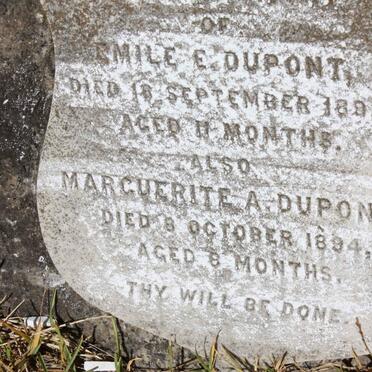 OF
EMILE E. DUPONT,
DIED 18 SEPTEMBER 189
AGED 11 MONTHS.
ALSO
MARGUERITE A. DUPON
DIED 8 OCTOBER 1894,
AGED 8 MONTHS.
THY WILL BE DONE.